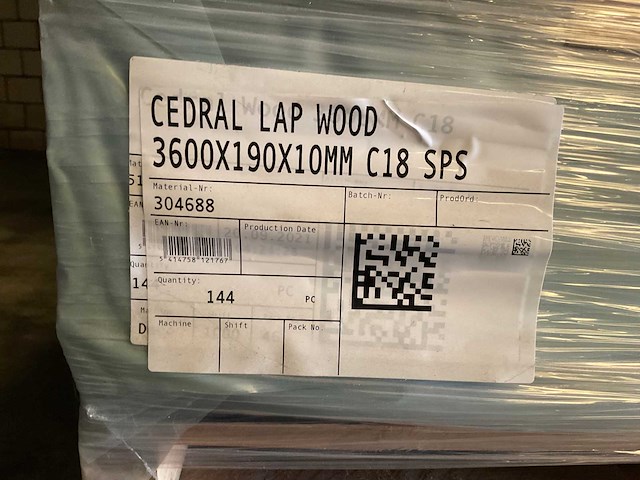 CEDRAL LAP WOOD
3600X190X10MM C18 SPS
Material-Nr:
304688
Batch-Nr:
ProdOrd:
EAN-Nr:
5 414758 121767
Production Date
Quantity:
144 PC
Machine
Shift
Pack No